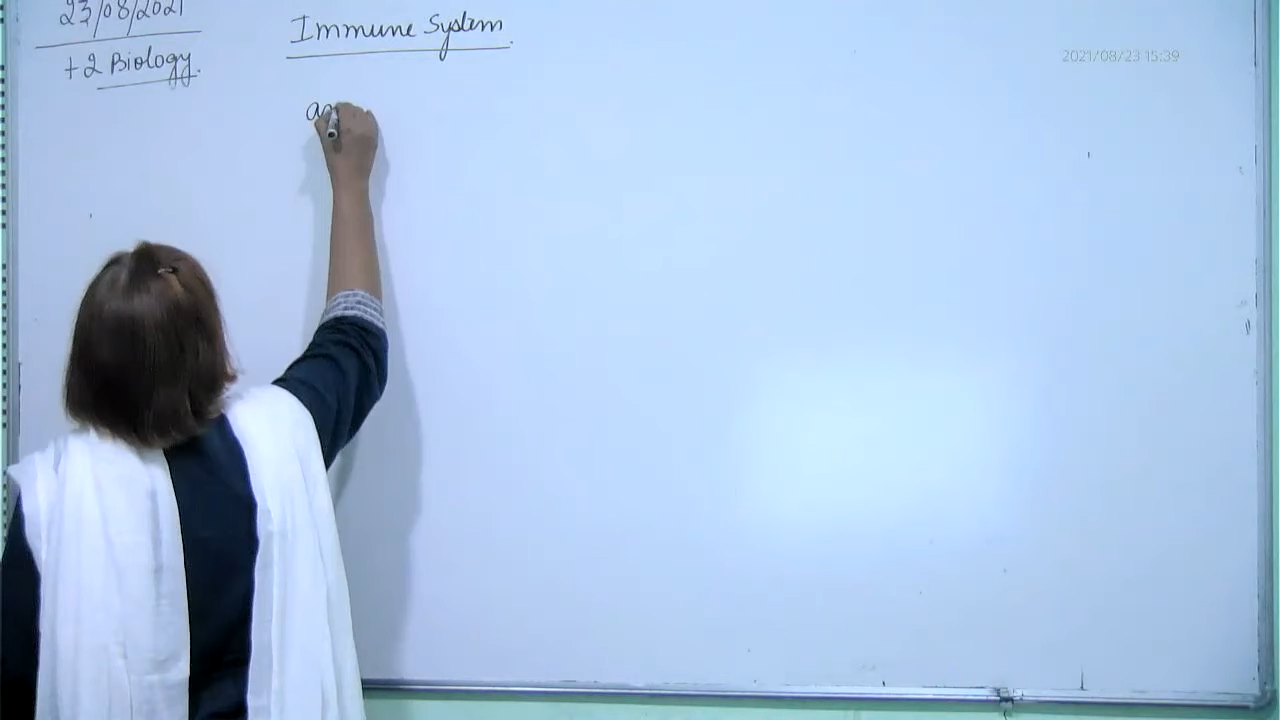 23/08/2021
+2 Biology.
Immune System.
2021/08/23 15:39